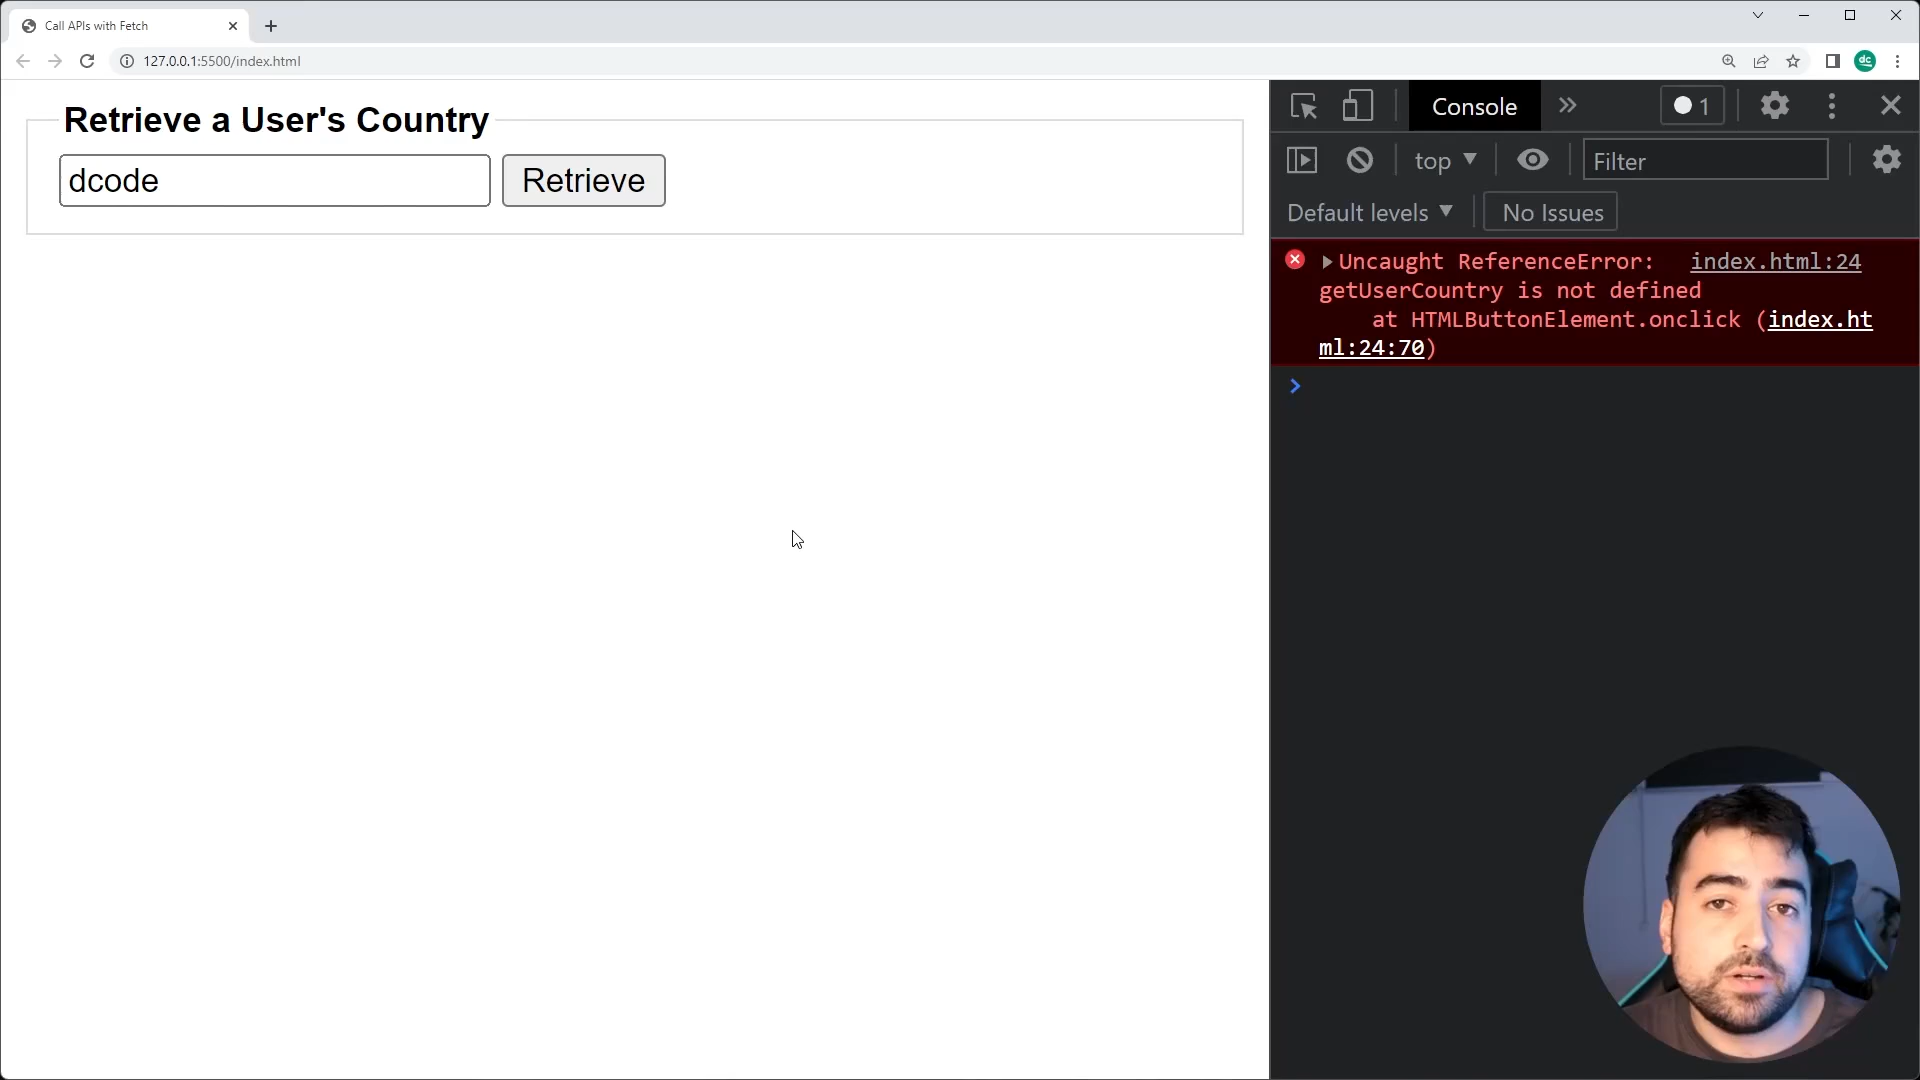 Call APIs with Fetch
127.0.0.1:5500/index.html
dc
Retrieve a User's Country
dcode
Retrieve
Console
1
top
Filter
Default levels
No Issues
Uncaught ReferenceError: index.html:24
getUserCountry is not defined
at HTMLButtonElement.onclick (index.ht
ml:24:70)